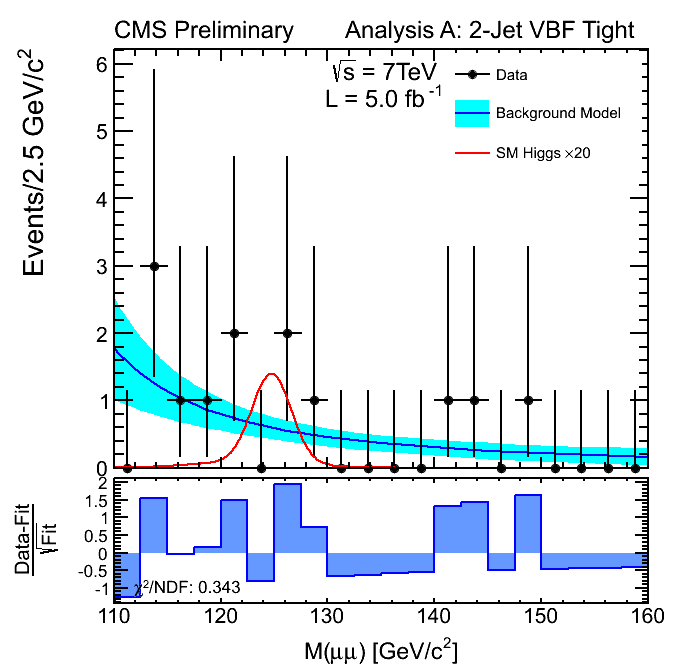 CMS Preliminary Analysis A: 2-Jet VBF Tight
√s = 7TeV
L = 5.0 fb⁻¹
Data
Background Model
SM Higgs ×20
Events/2.5 GeV/c²
6
5
4
3
2
1
0
Data-Fit
√Fit
2
1.5
1
0.5
0
-0.5
-1
χ²/NDF: 0.343
110 120 130 140 150 160
M(μμ) [GeV/c²]